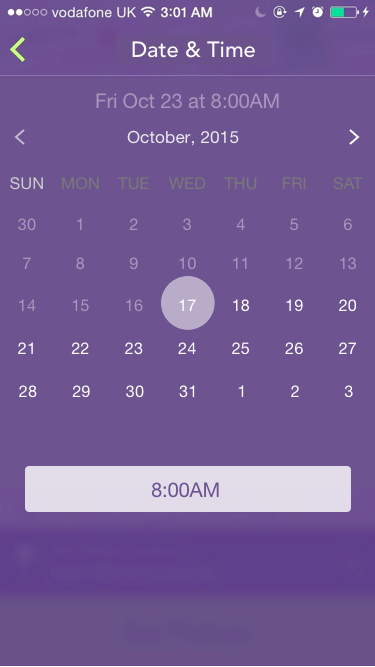 vodafone UK 3:01 AM
Date & Time
Fri Oct 23 at 8:00AM
October, 2015
SUN MON TUE WED THU FRI SAT
30 1 2 3 4 5 6
7 8 9 10 11 12 13
14 15 16 17 18 19 20
21 22 23 24 25 26 27
28 29 30 31 1 2 3
8:00AM